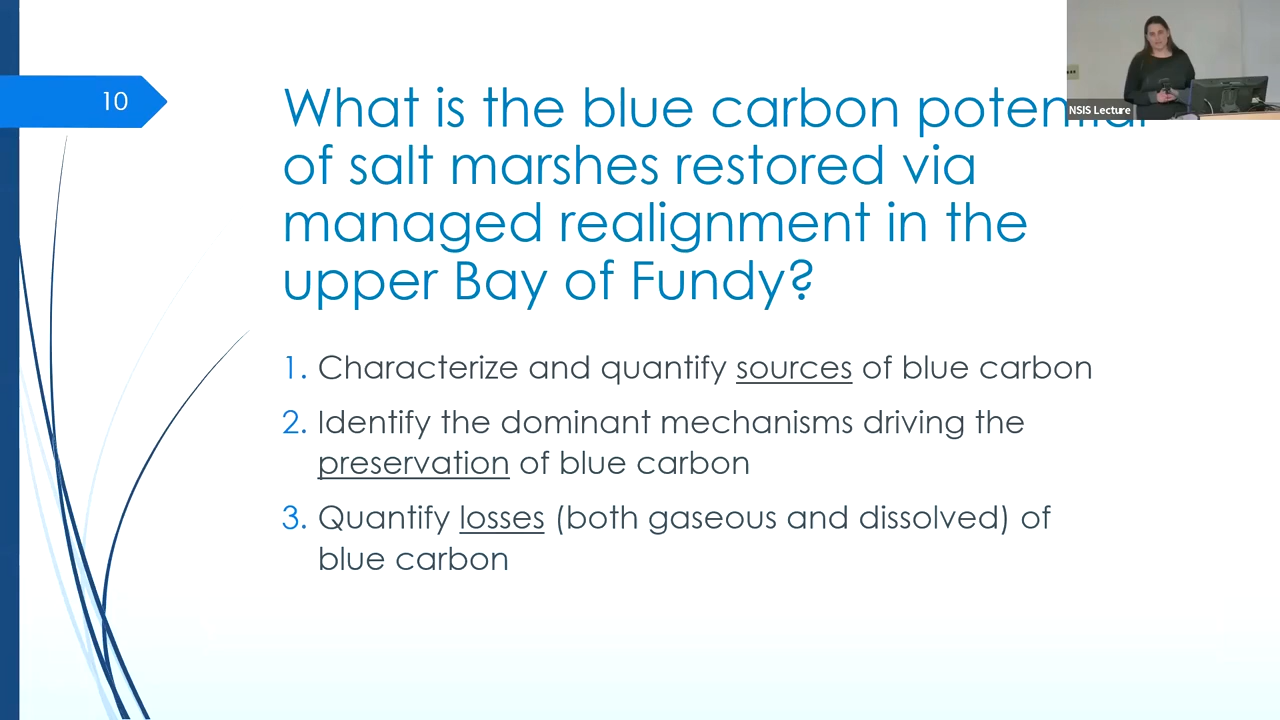 10
What is the blue carbon
of salt marshes restored via
managed realignment in the
upper Bay of Fundy?
1. Characterize and quantify sources of blue carbon
2. Identify the dominant mechanisms driving the
preservation of blue carbon
3. Quantify losses (both gaseous and dissolved) of
blue carbon
NSIS Lecture